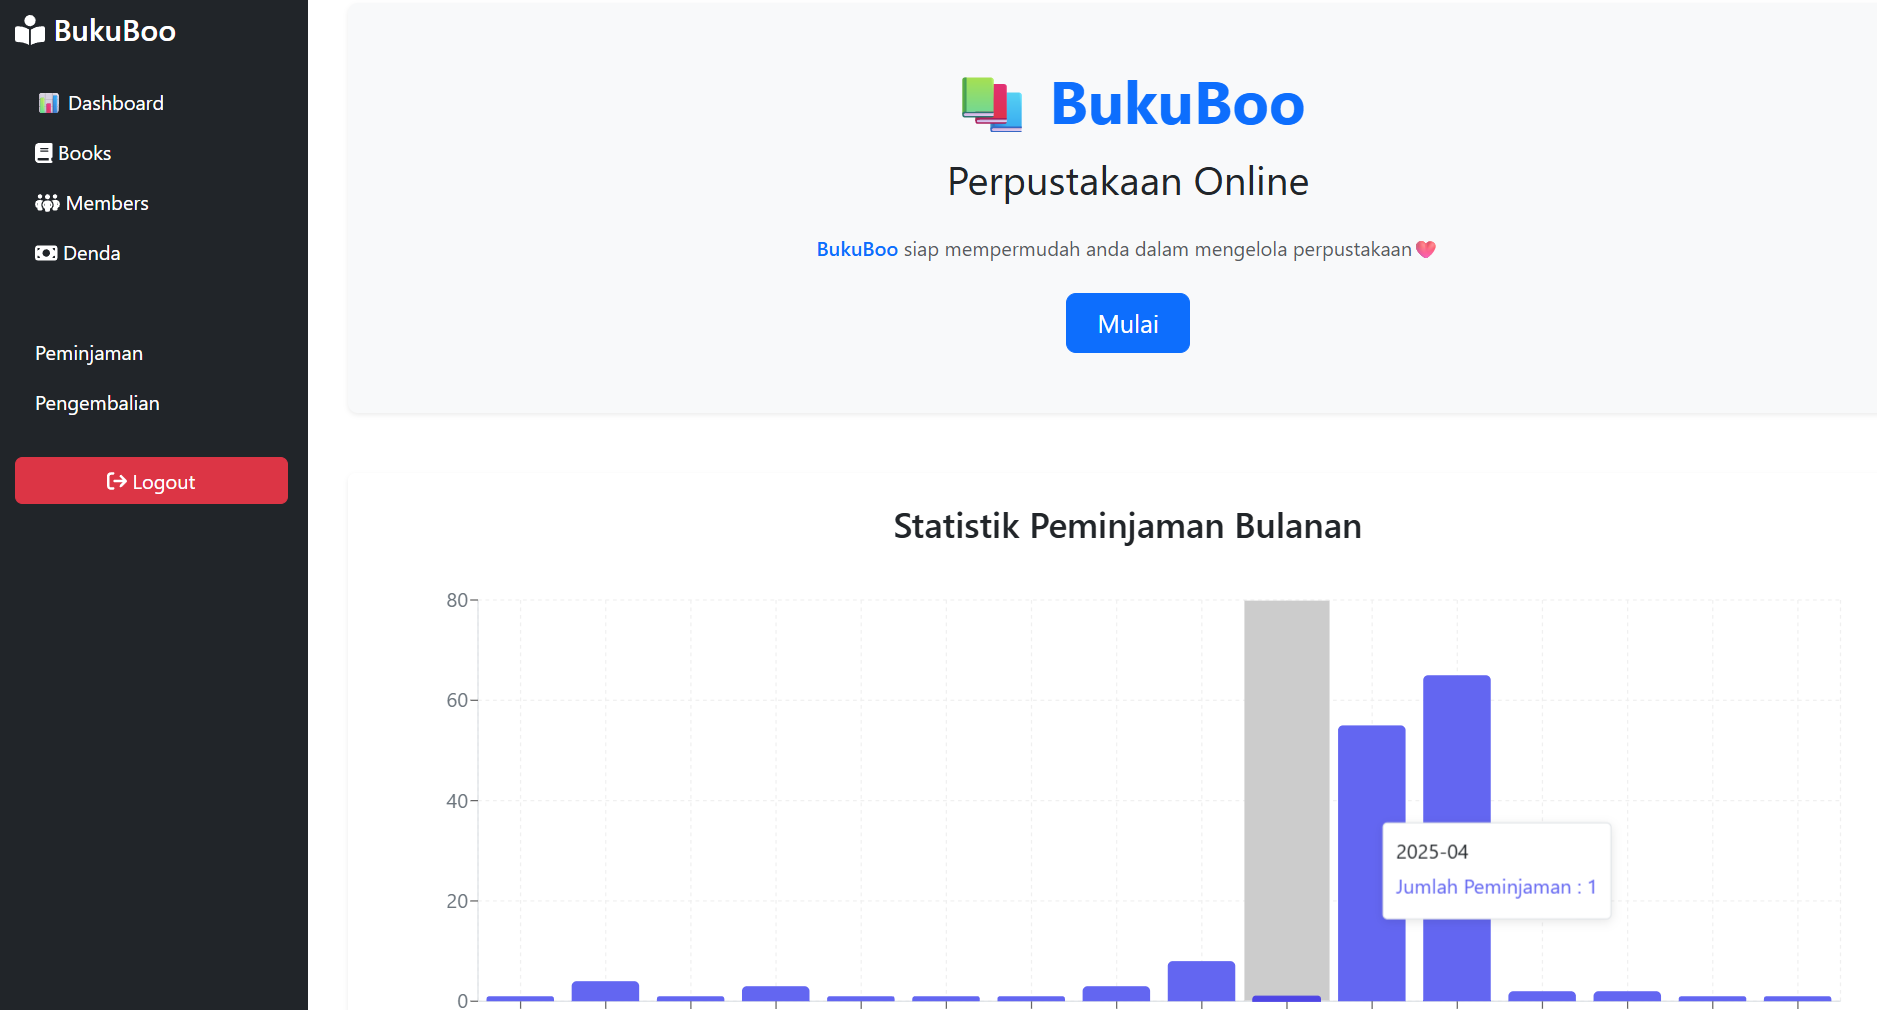 BukuBoo
Dashboard
Books
Members
Denda
Peminjaman
Pengembalian
Logout
BukuBoo
Perpustakaan Online
BukuBoo siap mempermudah anda dalam mengelola perpustakaan
Mulai
Statistik Peminjaman Bulanan
80
60
40
20
0
2025-04
Jumlah Peminjaman : 1